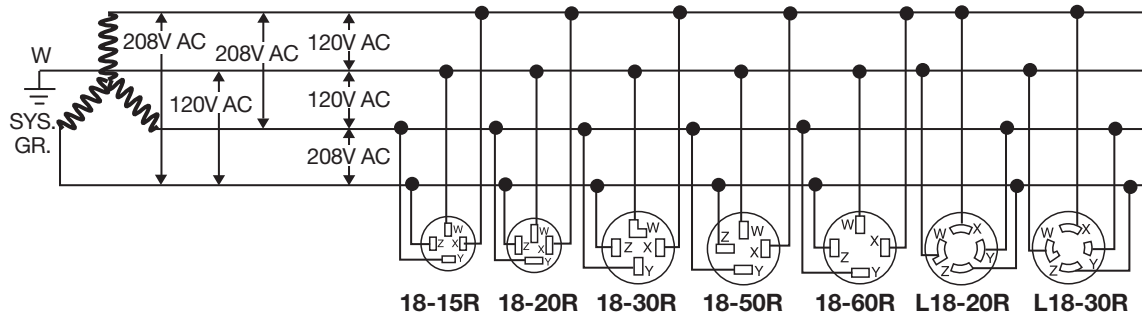 W
SYS.
GR.
208V AC
208V AC
120V AC
120V AC
120V AC
208V AC
W
Z
X
Y
W
Z
X
Y
W
Z
X
Y
W
Z
X
Y
W
Z
X
Y
W
X
Z
Y
W
X
Z
Y
18-15R 18-20R 18-30R 18-50R 18-60R L18-20R L18-30R